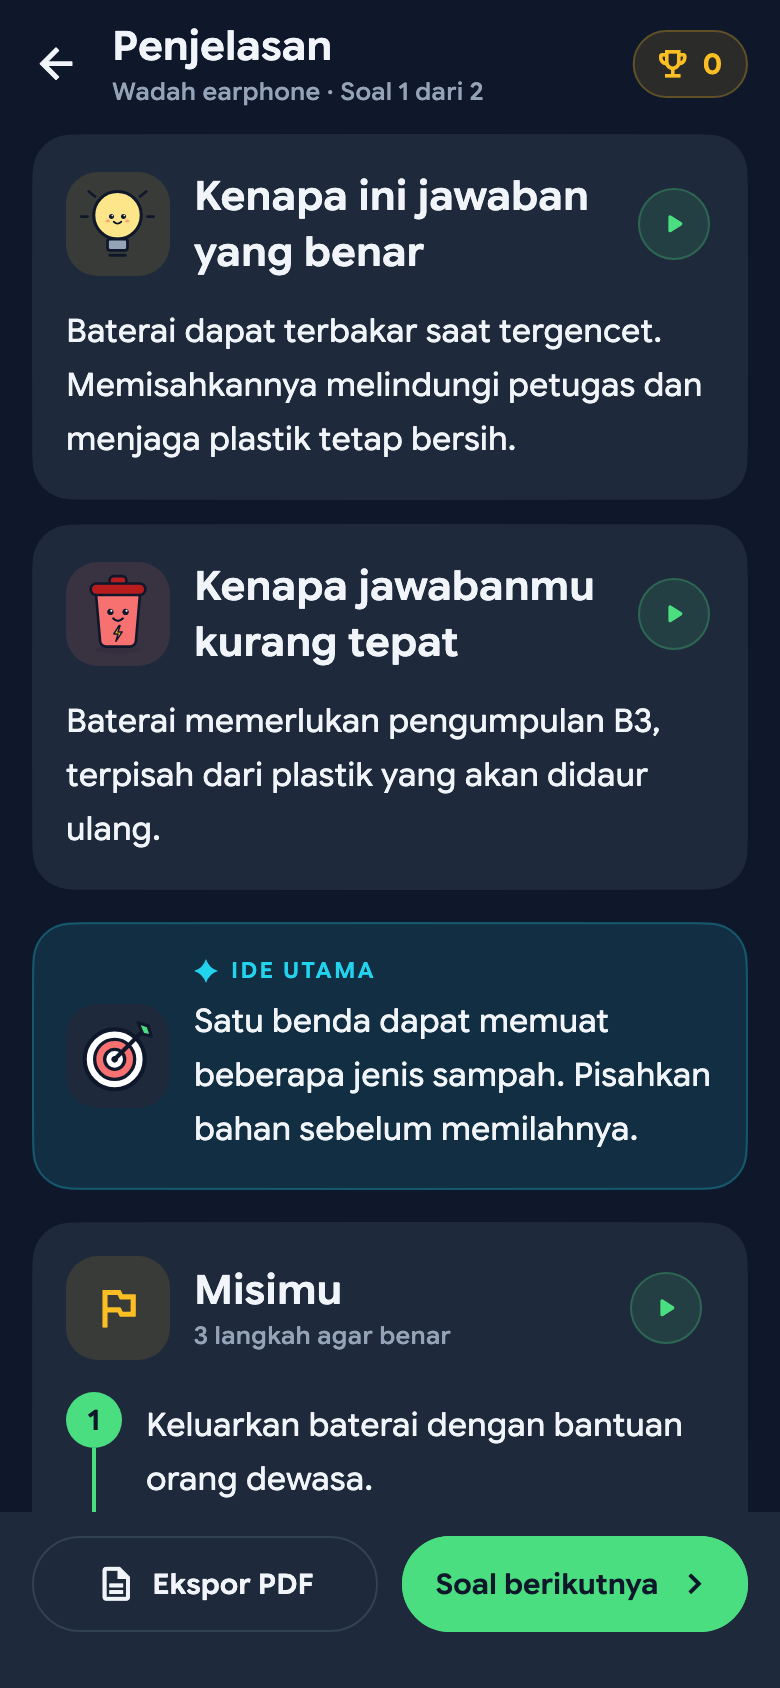 Penjelasan
Wadah earphone · Soal 1 dari 2
0
Kenapa ini jawaban
yang benar
Baterai dapat terbakar saat tergencet.
Memisahkannya melindungi petugas dan
menjaga plastik tetap bersih.
Kenapa jawabanmu
kurang tepat
Baterai memerlukan pengumpulan B3,
terpisah dari plastik yang akan didaur
ulang.
IDE UTAMA
Satu benda dapat memuat
beberapa jenis sampah. Pisahkan
bahan sebelum memilahnya.
Misimu
3 langkah agar benar
1
Keluarkan baterai dengan bantuan
orang dewasa.
Ekspor PDF
Soal berikutnya